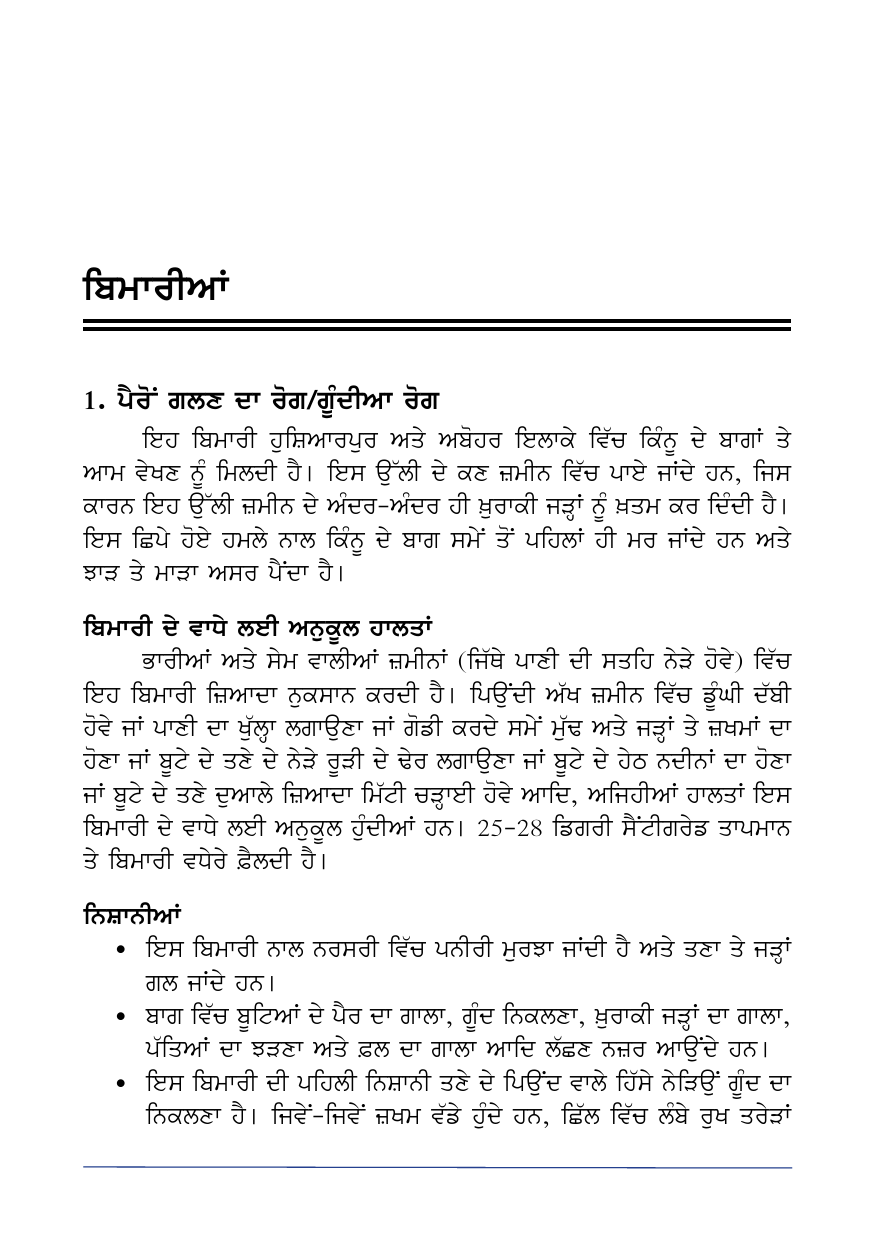 ਬਿਮਾਰੀਆਂ
1. ਪੈਰੋਂ ਗਲਣ ਦਾ ਰੋਗ/ਗੂੰਦੀਆ ਰੋਗ
ਇਹ ਬਿਮਾਰੀ ਹੁਸ਼ਿਆਰਪੁਰ ਅਤੇ ਅਬੋਹਰ ਇਲਾਕੇ ਵਿੱਚ ਕਿੰਨੂ ਦੇ ਬਾਗਾਂ ਤੇ
ਆਮ ਵੇਖਣ ਨੂੰ ਮਿਲਦੀ ਹੈ। ਇਸ ਉੱਲੀ ਦੇ ਕਣ ਜ਼ਮੀਨ ਵਿੱਚ ਪਾਏ ਜਾਂਦੇ ਹਨ, ਜਿਸ
ਕਾਰਨ ਇਹ ਉੱਲੀ ਜ਼ਮੀਨ ਦੇ ਅੰਦਰ-ਅੰਦਰ ਹੀ ਖ਼ੁਰਾਕੀ ਜੜ੍ਹਾਂ ਨੂੰ ਖ਼ਤਮ ਕਰ ਦਿੰਦੀ ਹੈ।
ਇਸ ਛਿਪੇ ਹੋਏ ਹਮਲੇ ਨਾਲ ਕਿੰਨੂ ਦੇ ਬਾਗ ਸਮੇਂ ਤੋਂ ਪਹਿਲਾਂ ਹੀ ਮਰ ਜਾਂਦੇ ਹਨ ਅਤੇ
ਝਾੜ ਤੇ ਮਾੜਾ ਅਸਰ ਪੈਂਦਾ ਹੈ।
ਬਿਮਾਰੀ ਦੇ ਵਾਧੇ ਲਈ ਅਨੁਕੂਲ ਹਾਲਤਾਂ
ਭਾਰੀਆਂ ਅਤੇ ਸੇਮ ਵਾਲੀਆਂ ਜ਼ਮੀਨਾਂ (ਜਿੱਥੇ ਪਾਣੀ ਦੀ ਸਤਹਿ ਨੇੜੇ ਹੋਵੇ) ਵਿੱਚ
ਇਹ ਬਿਮਾਰੀ ਜ਼ਿਆਦਾ ਨੁਕਸਾਨ ਕਰਦੀ ਹੈ। ਪਿਉਂਦੀ ਅੱਖ ਜ਼ਮੀਨ ਵਿੱਚ ਡੂੰਘੀ ਦੱਬੀ
ਹੋਵੇ ਜਾਂ ਪਾਣੀ ਦਾ ਖੁੱਲ੍ਹਾ ਲਗਾਉਣਾ ਜਾਂ ਗੋਡੀ ਕਰਦੇ ਸਮੇਂ ਮੁੱਢ ਅਤੇ ਜੜ੍ਹਾਂ ਤੇ ਜ਼ਖਮਾਂ ਦਾ
ਹੋਣਾ ਜਾਂ ਬੂਟੇ ਦੇ ਤਣੇ ਦੇ ਨੇੜੇ ਰੂੜੀ ਦੇ ਢੇਰ ਲਗਾਉਣਾ ਜਾਂ ਬੂਟੇ ਦੇ ਹੇਠ ਨਦੀਨਾਂ ਦਾ ਹੋਣਾ
ਜਾਂ ਬੂਟੇ ਦੇ ਤਣੇ ਦੁਆਲੇ ਜ਼ਿਆਦਾ ਮਿੱਟੀ ਚੜ੍ਹਾਈ ਹੋਵੇ ਆਦਿ, ਅਜਿਹੀਆਂ ਹਾਲਤਾਂ ਇਸ
ਬਿਮਾਰੀ ਦੇ ਵਾਧੇ ਲਈ ਅਨੁਕੂਲ ਹੁੰਦੀਆਂ ਹਨ। 25-28 ਡਿਗਰੀ ਸੈਂਟੀਗਰੇਡ ਤਾਪਮਾਨ
ਤੇ ਬਿਮਾਰੀ ਵਧੇਰੇ ਫ਼ੈਲਦੀ ਹੈ।
ਨਿਸ਼ਾਨੀਆਂ
• ਇਸ ਬਿਮਾਰੀ ਨਾਲ ਨਰਸਰੀ ਵਿੱਚ ਪਨੀਰੀ ਮੁਰਝਾ ਜਾਂਦੀ ਹੈ ਅਤੇ ਤਣਾ ਤੇ ਜੜ੍ਹਾਂ
ਗਲ ਜਾਂਦੇ ਹਨ।
• ਬਾਗ ਵਿੱਚ ਬੂਟਿਆਂ ਦੇ ਪੈਰ ਦਾ ਗਾਲਾ, ਗੂੰਦ ਨਿਕਲਣਾ, ਖ਼ੁਰਾਕੀ ਜੜ੍ਹਾਂ ਦਾ ਗਾਲਾ,
ਪੱਤਿਆਂ ਦਾ ਝੜਣਾ ਅਤੇ ਫ਼ਲ ਦਾ ਗਾਲਾ ਆਦਿ ਲੱਛਣ ਨਜ਼ਰ ਆਉਂਦੇ ਹਨ।
• ਇਸ ਬਿਮਾਰੀ ਦੀ ਪਹਿਲੀ ਨਿਸ਼ਾਨੀ ਤਣੇ ਦੇ ਪਿਉਂਦ ਵਾਲੇ ਹਿੱਸੇ ਨੇੜਿਉਂ ਗੂੰਦ ਦਾ
ਨਿਕਲਣਾ ਹੈ। ਜਿਵੇਂ-ਜਿਵੇਂ ਜ਼ਖਮ ਵੱਡੇ ਹੁੰਦੇ ਹਨ, ਛਿੱਲ ਵਿੱਚ ਲੰਬੇ ਰੁਖ ਤਰੇੜਾਂ